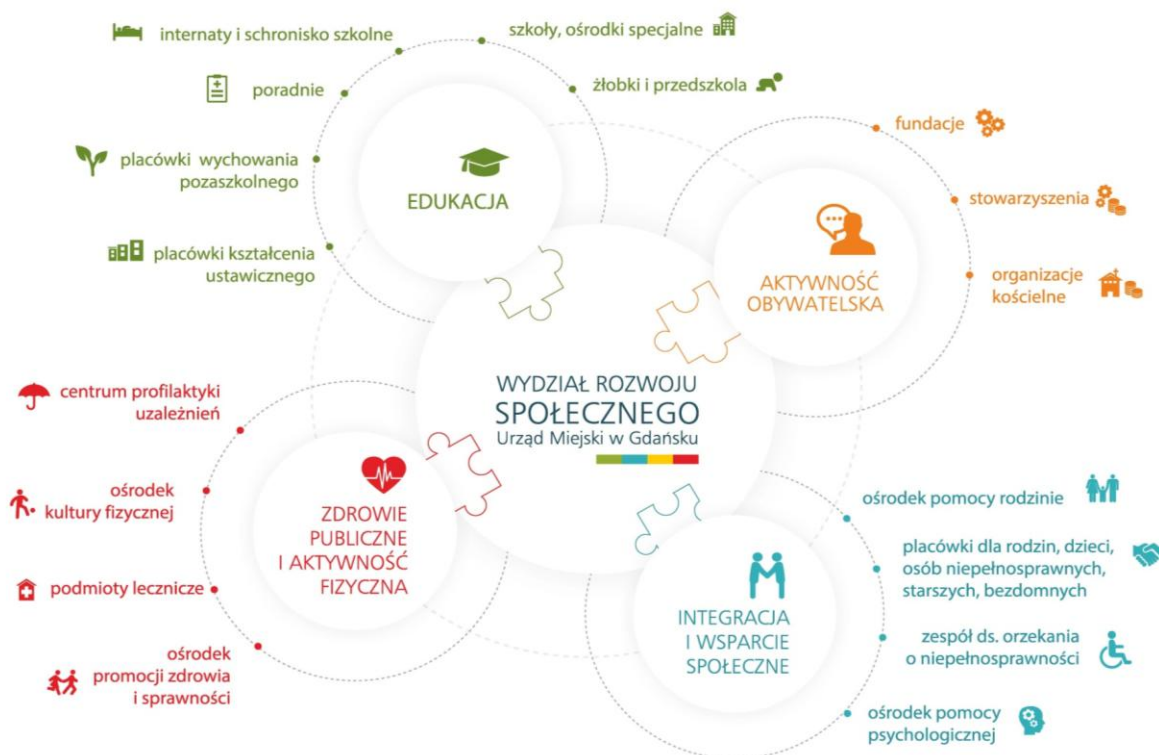 internaty i schronisko szkolne
szkoły, ośrodki specjalne
poradnie
żłobki i przedszkola
placówki wychowania
pozaszkolnego
placówki kształcenia
ustawicznego
EDUKACJA
fundacje
stowarzyszenia
organizacje
kościelne
AKTYWNOŚĆ
OBYWATELSKA
WYDZIAŁ ROZWOJU
SPOŁECZNEGO
Urząd Miejski w Gdańsku
centrum profilaktyki
uzależnień
ośrodek
kultury fizycznej
podmioty lecznicze
ośrodek
promocji zdrowia
i sprawności
ZDROWIE
PUBLICZNE
I AKTYWNOŚĆ
FIZYCZNA
ośrodek pomocy rodzinie
placówki dla rodzin, dzieci,
osób niepełnosprawnych,
starszych, bezdomnych
zespół ds. orzekania
o niepełnosprawności
ośrodek pomocy
psychologicznej
INTEGRACJA
I WSPARCIE
SPOŁECZNE